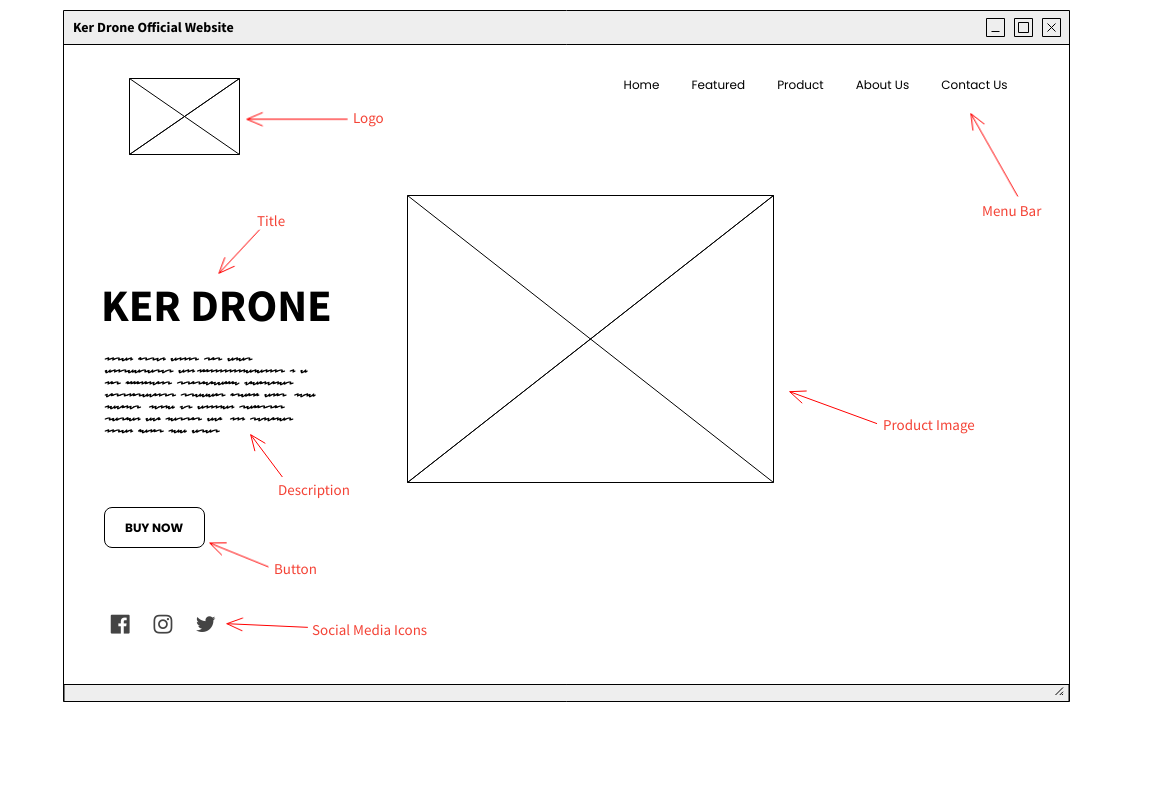 Ker Drone Official Website
Home Featured Product About Us Contact Us
Logo
Menu Bar
Title
KER DRONE
Product Image
Description
BUY NOW
Button
Social Media Icons